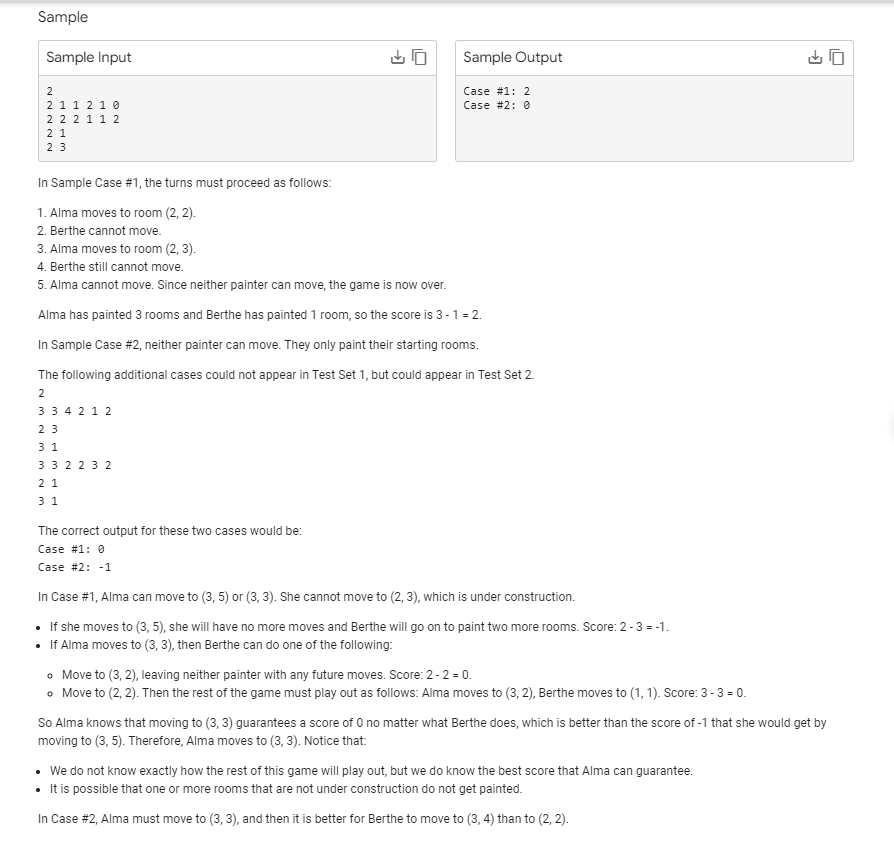 Sample
Sample Input
2
2 1 1 2 1 0
2 2 2 1 1 2
2 1
2 3
Sample Output
Case #1: 2
Case #2: 0
In Sample Case #1, the turns must proceed as follows:
1. Alma moves to room (2, 2).
2. Berthe cannot move.
3. Alma moves to room (2, 3).
4. Berthe still cannot move.
5. Alma cannot move. Since neither painter can move, the game is now over.
Alma has painted 3 rooms and Berthe has painted 1 room, so the score is 3 - 1 = 2.
In Sample Case #2, neither painter can move. They only paint their starting rooms.
The following additional cases could not appear in Test Set 1, but could appear in Test Set 2.
2
3 3 4 2 1 2
2 3
3 1
3 3 2 2 3 2
2 1
3 1
The correct output for these two cases would be:
Case #1: 0
Case #2: -1
In Case #1, Alma can move to (3, 5) or (3, 3). She cannot move to (2, 3), which is under construction.
• If she moves to (3, 5), she will have no more moves and Berthe will go on to paint two more rooms. Score: 2 - 3 = -1.
• If Alma moves to (3, 3), then Berthe can do one of the following:
o Move to (3, 2), leaving neither painter with any future moves. Score: 2 - 2 = 0.
o Move to (2, 2). Then the rest of the game must play out as follows: Alma moves to (3, 2), Berthe moves to (1, 1). Score: 3 - 3 = 0.
So Alma knows that moving to (3, 3) guarantees a score of 0 no matter what Berthe does, which is better than the score of -1 that she would get by
moving to (3, 5). Therefore, Alma moves to (3, 3). Notice that:
• We do not know exactly how the rest of this game will play out, but we do know the best score that Alma can guarantee.
• It is possible that one or more rooms that are not under construction do not get painted.
In Case #2, Alma must move to (3, 3), and then it is better for Berthe to move to (3, 4) than to (2, 2).